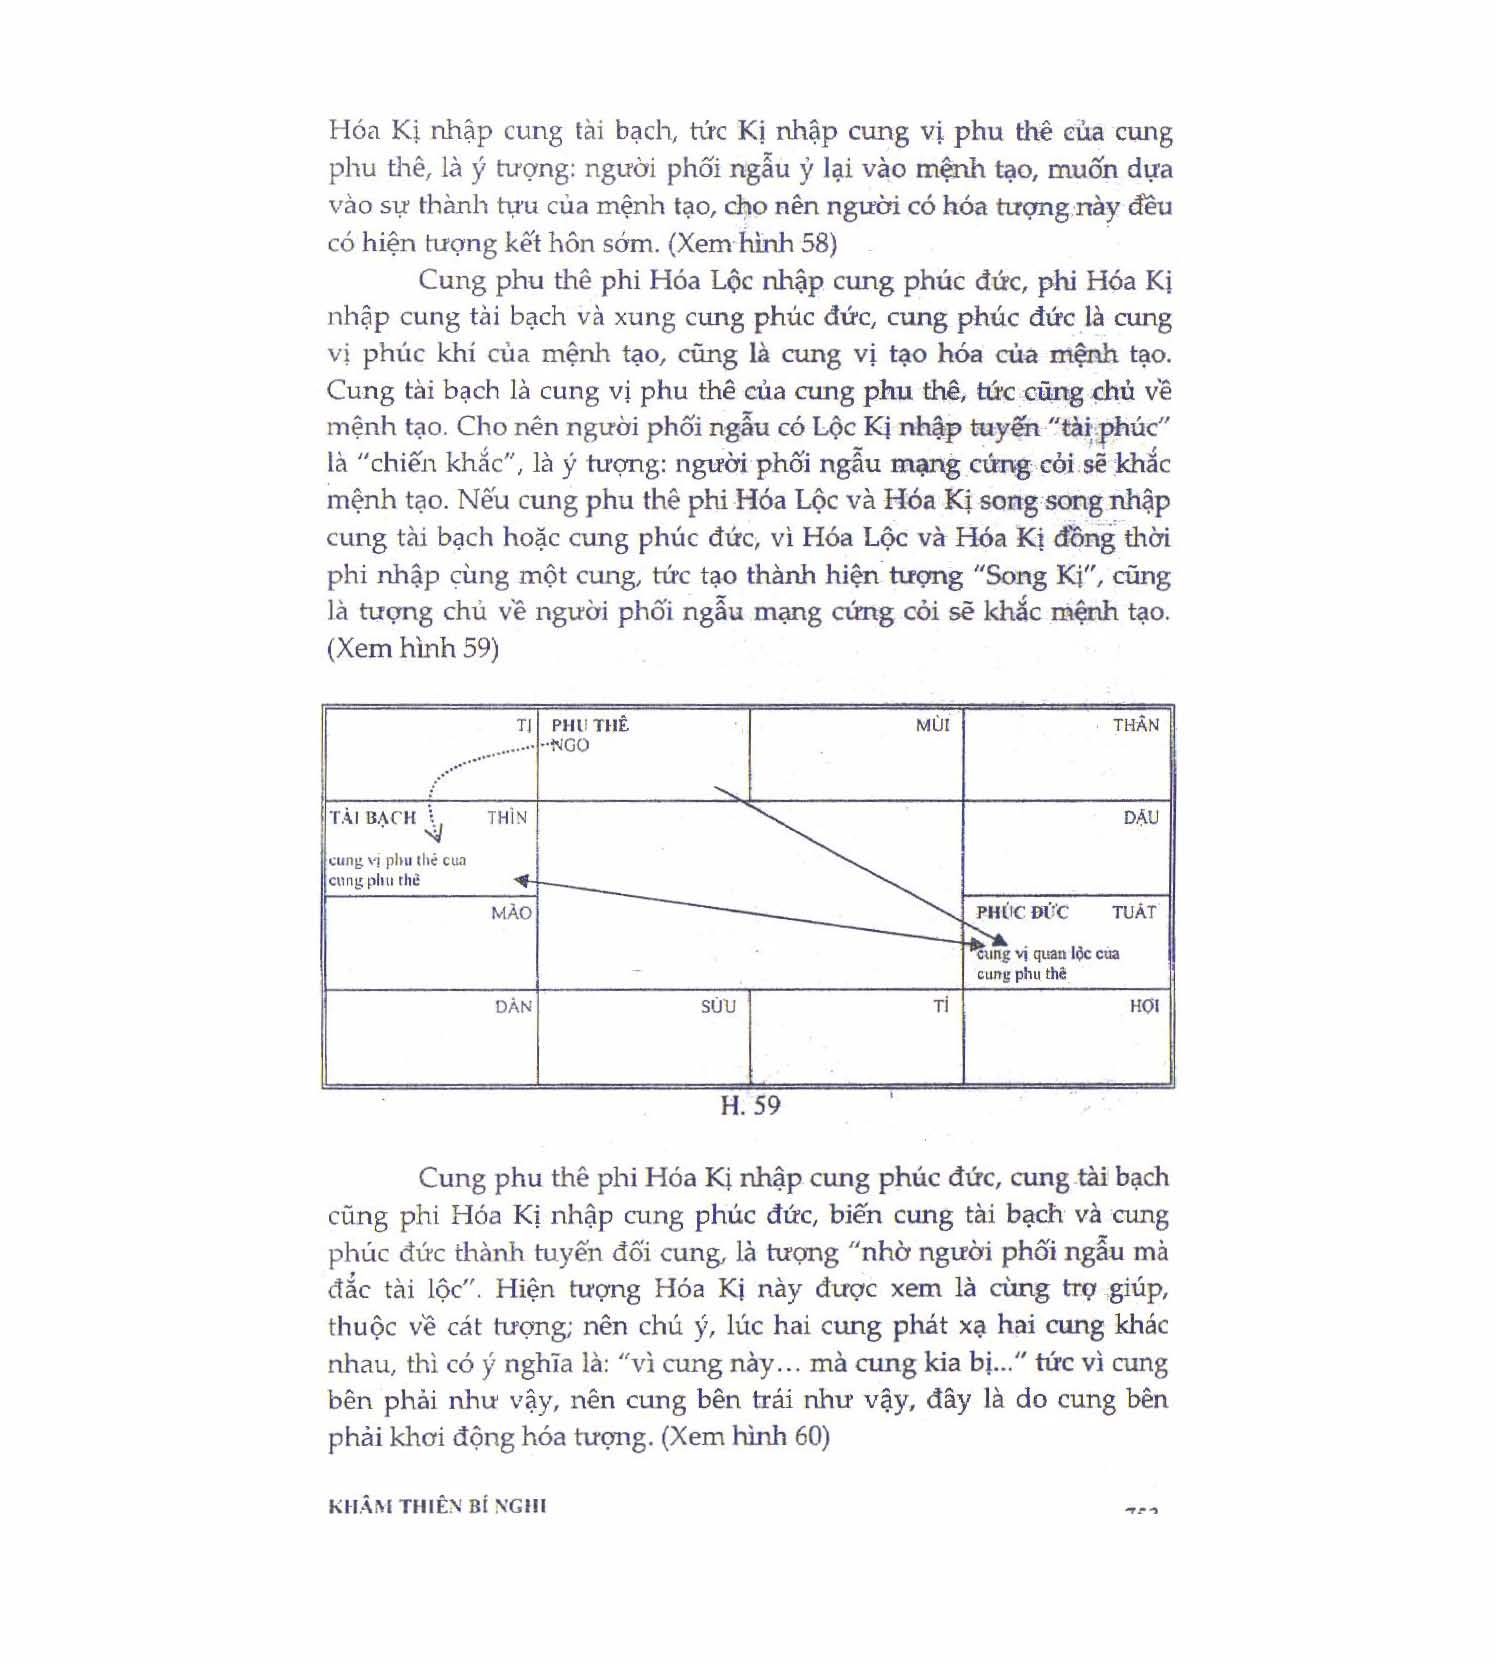 Hóa Kị nhập cung tài bạch, tức Kị nhập cung vị phu thê của cung
phu thê, là ý tượng: người phối ngẫu ỷ lại vào mệnh tạo, muốn dựa
vào sự thành tựu của mệnh tạo, cho nên người có hóa tượng này đều
có hiện tượng kết hôn sớm. (Xem hình 58)
Cung phu thê phi Hóa Lộc nhập cung phúc đức, phi Hóa Kị
nhập cung tài bạch và xung cung phúc đức, cung phúc đức là cung
vị phúc khí của mệnh tạo, cũng là cung vị tạo hóa của mệnh tạo.
Cung tài bạch là cung vị phu thê của cung phu thê, tức cũng chủ về
mệnh tạo. Cho nên người phối ngẫu có Lộc Kị nhập tuyến "tài phúc"
là "chiến khắc", là ý tượng: người phối ngẫu mạng cứng cỏi sẽ khắc
mệnh tạo. Nếu cung phu thê phi Hóa Lộc và Hóa Kị song song nhập
cung tài bạch hoặc cung phúc đức, vì Hóa Lộc và Hóa Kị đồng thời
phi nhập cùng một cung, tức tạo thành hiện tượng "Song Kị", cũng
là tượng chủ về người phối ngẫu mạng cứng cỏi sẽ khắc mệnh tạo.
(Xem hình 59)
TỊ
PHU THÊ
NGỌ
MÙI
THÂN
TÀI BẠCH THÌN
cung vị phu thê của
cung phu thê
DẬU
MÃO
PHÚC ĐỨC TUẤT
cung vị quan lộc của
cung phu thê
DẦN
SỬU
TÍ
HỢI
H. 59
Cung phu thê phi Hóa Kị nhập cung phúc đức, cung tài bạch
cũng phi Hóa Kị nhập cung phúc đức, biến cung tài bạch và cung
phúc đức thành tuyến đối cung, là tượng "nhờ người phối ngẫu mà
đắc tài lộc". Hiện tượng Hóa Kị này được xem là cùng trợ giúp,
thuộc về cát tượng; nên chú ý, lúc hai cung phát xạ hai cung khác
nhau, thì có ý nghĩa là: "vì cung này... mà cung kia bị..." tức vì cung
bên phải như vậy, nên cung bên trái như vậy, đây là do cung bên
phải khơi động hóa tượng. (Xem hình 60)
KHÂM THIÊN BÍ NGHI